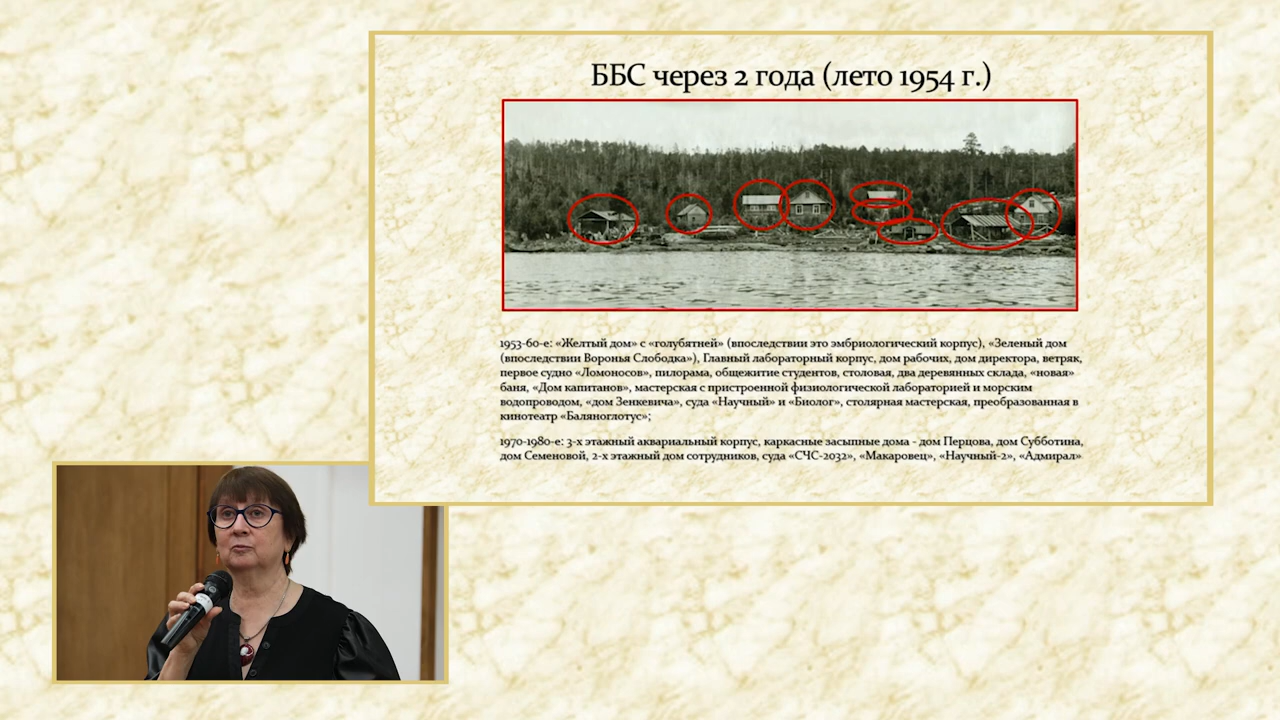 ББС через 2 года (лето 1954 г.)
1953-60-е: «Желтый дом» с «голубятней» (впоследствии это эмбриологический корпус), «Зеленый дом
(впоследствии Воронья Слободка»), Главный лабораторный корпус, дом рабочих, дом директора, ветряк,
первое судно «Ломоносов», пилорама, общежитие студентов, столовая, два деревянных склада, «новая»
баня, «Дом капитанов», мастерская с пристроенной физиологической лабораторией и морским
водопроводом, «дом Зенкевича», суда «Научный» и «Биолог», столярная мастерская, преобразованная в
кинотеатр «Баляноглотус»;
1970-1980-е: 3-х этажный аквариальный корпус, каркасные засыпные дома - дом Перцова, дом Субботина,
дом Семеновой, 2-х этажный дом сотрудников, суда «СЧС-2032», «Макаровец», «Научный-2», «Адмирал»